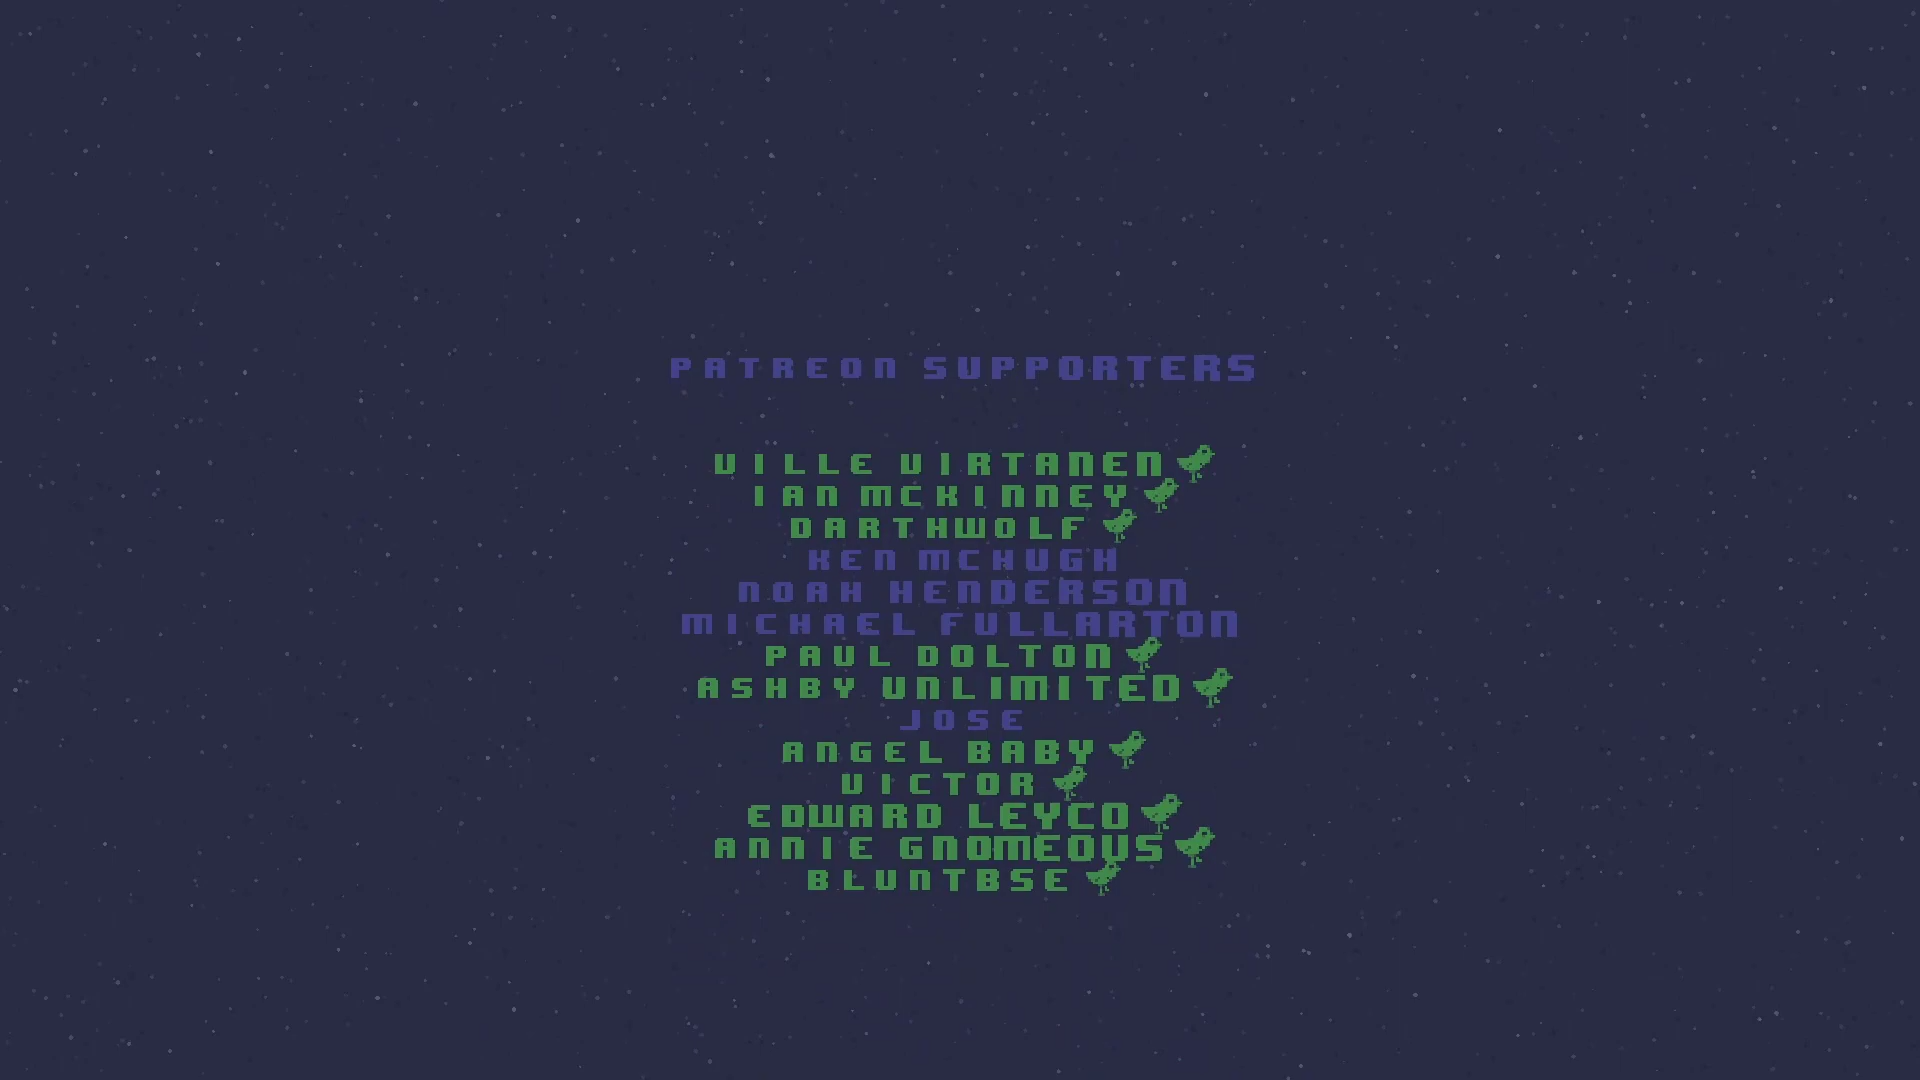 PATREON SUPPORTERS
VILLE VIRTANEN
IAN MCKINNEY
DARTHWOLF
KEN MCHUGH
NOAH HENDERSON
MICHAEL FULLARTON
PAUL DOLTON
ASHBY UNLIMITED
JOSE
ANGEL BABY
VICTOR
EDWARD LEYCO
ANNIE GNOMEOVS
BLUNTBSE